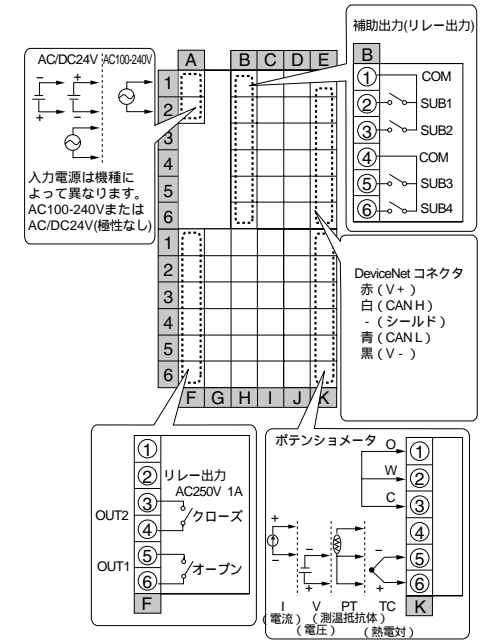 補助出力(リレー出力)
B
① COM
② SUB1
③ SUB2
④ COM
⑤ SUB3
⑥ SUB4
AC/DC24V AC100-240V
- + + -
入力電源は機種に
よって異なります。
AC100-240Vまたは
AC/DC24V(極性なし)
A B C D E
1
2
3
4
5
6
1
2
3
4
5
6
F G H I J K
DeviceNet コネクタ
赤 ( V + )
白 ( CAN H )
- ( シールド )
青 ( CAN L )
黒 ( V - )
①
②
③
④
⑤
⑥
F
リレー出力
AC250V 1A
OUT2 クローズ
OUT1 オープン
ポテンショメータ
O ①
W ②
C ③
④
⑤
⑥
K
+ - - + - +
I V PT TC
(電流) (測温抵抗体)
(電圧) (熱電対)